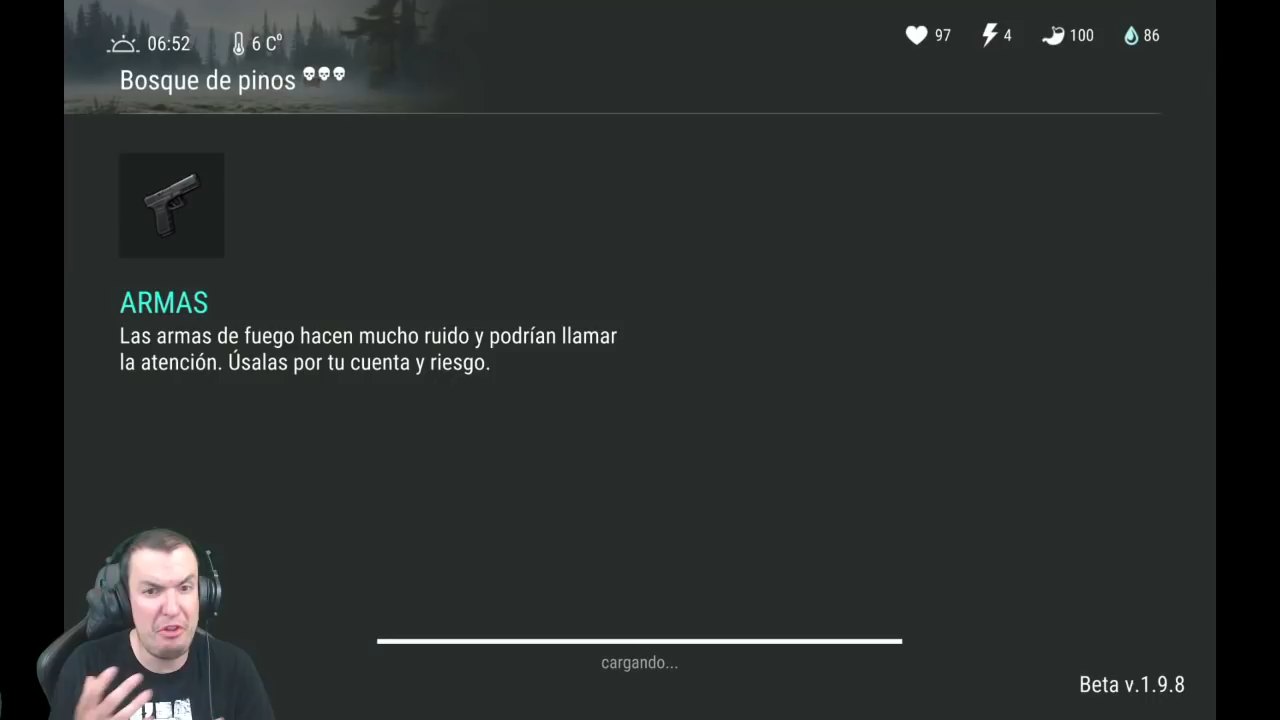 06:52 6 Cº 97 4 100 86
Bosque de pinos
ARMAS
Las armas de fuego hacen mucho ruido y podrían llamar
la atención. Úsalas por tu cuenta y riesgo.
cargando...
Beta v.1.9.8